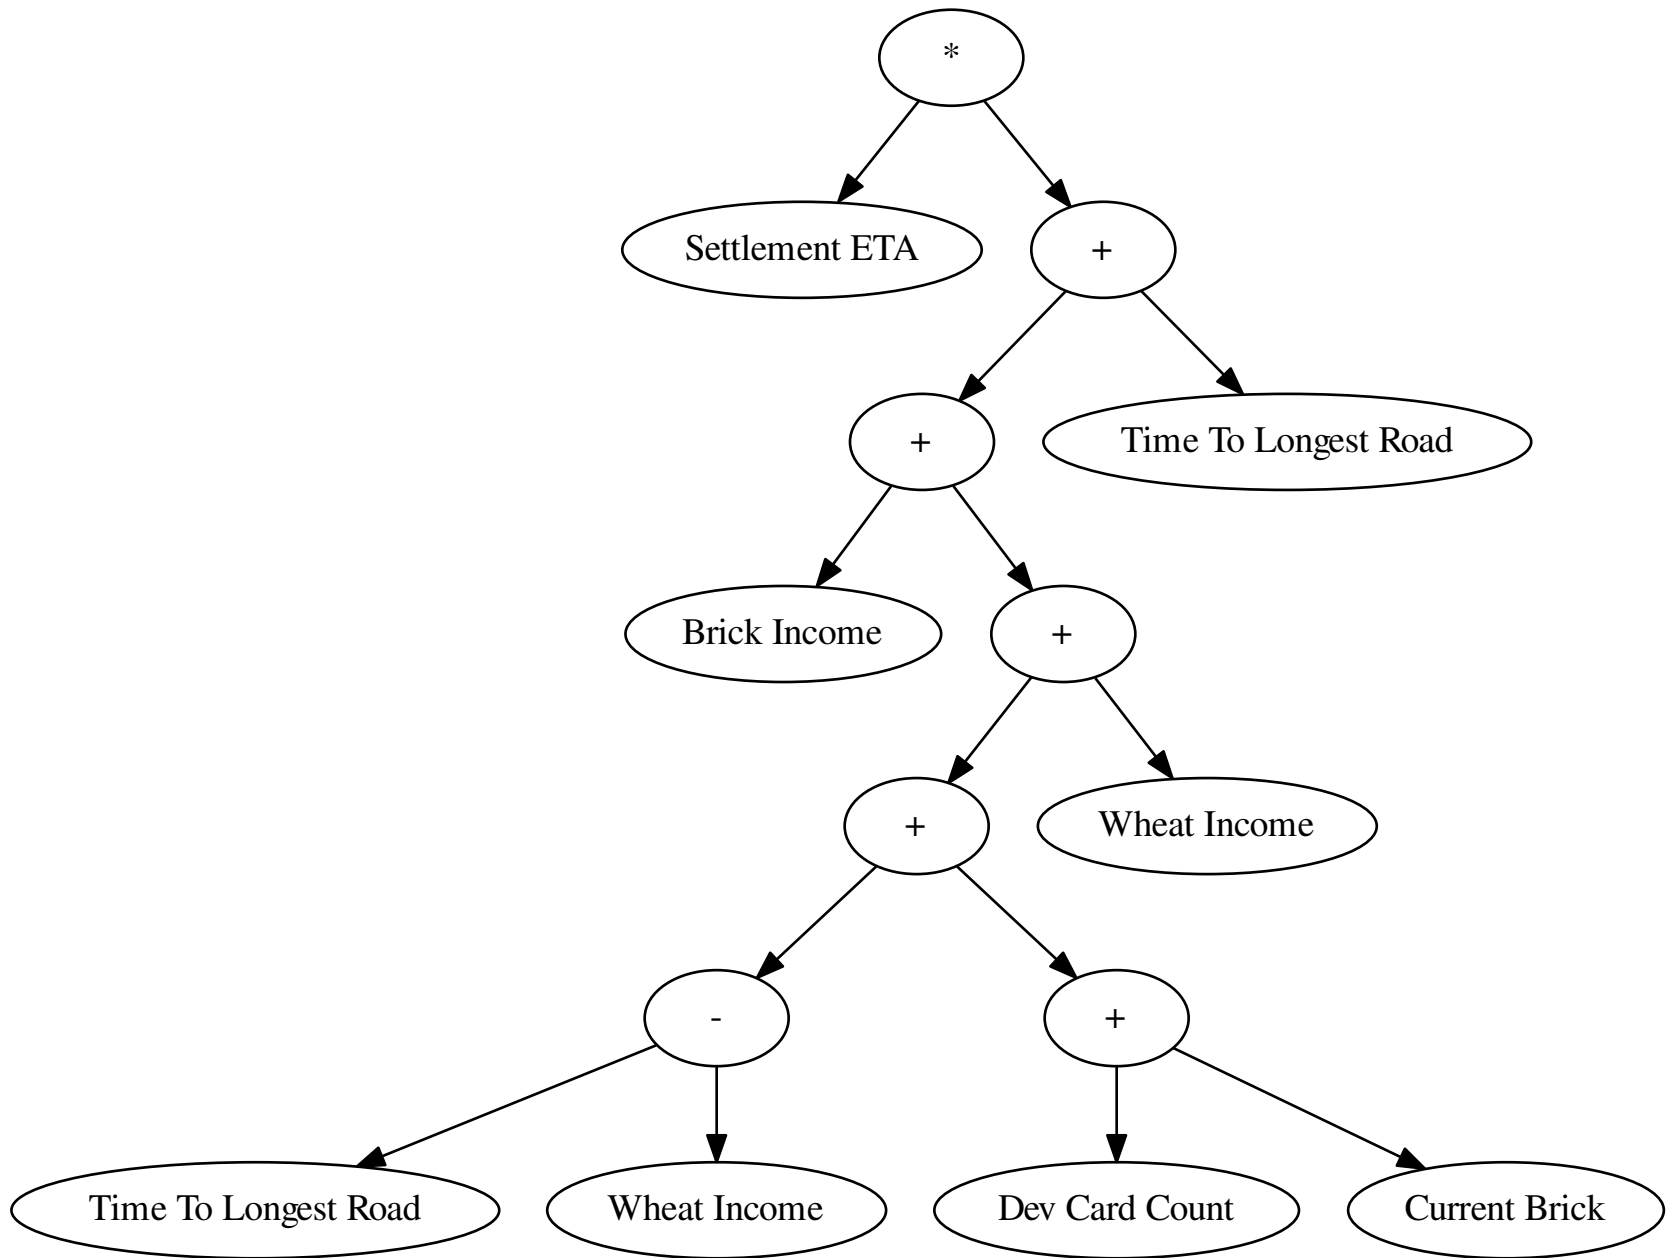 *
Settlement ETA
+
+
Time To Longest Road
Brick Income
+
+
Wheat Income
-
+
Time To Longest Road
Wheat Income
Dev Card Count
Current Brick